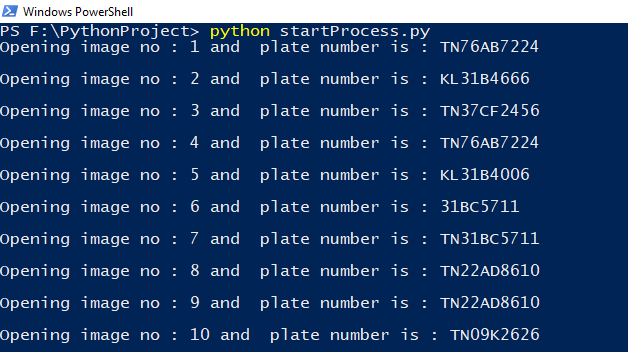 Windows PowerShell
PS F:\PythonProject> python startProcess.py
Opening image no : 1 and  plate number is : TN76AB7224
Opening image no : 2 and  plate number is : KL31B4666
Opening image no : 3 and  plate number is : TN37CF2456
Opening image no : 4 and  plate number is : TN76AB7224
Opening image no : 5 and  plate number is : KL31B4006
Opening image no : 6 and  plate number is : 31BC5711
Opening image no : 7 and  plate number is : TN31BC5711
Opening image no : 8 and  plate number is : TN22AD8610
Opening image no : 9 and  plate number is : TN22AD8610
Opening image no : 10 and  plate number is : TN09K2626